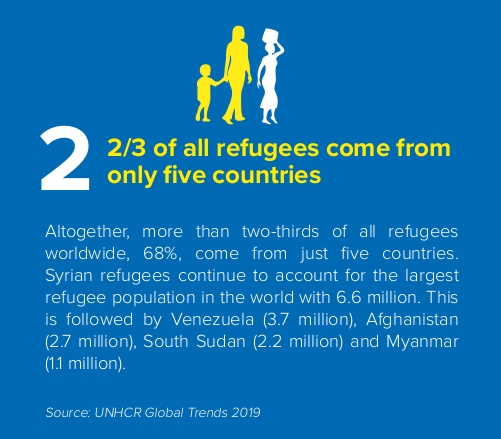 2
2/3 of all refugees come from
only five countries
Altogether, more than two-thirds of all refugees
worldwide, 68%, come from just five countries.
Syrian refugees continue to account for the largest
refugee population in the world with 6.6 million. This
is followed by Venezuela (3.7 million), Afghanistan
(2.7 million), South Sudan (2.2 million) and Myanmar
(1.1 million).
Source: UNHCR Global Trends 2019